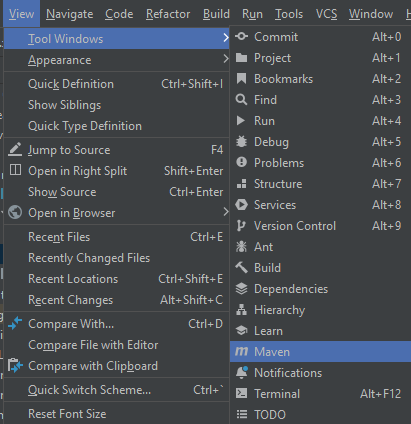 View Navigate Code Refactor Build Run Tools VCS Window
Tool Windows
Appearance
Quick Definition Ctrl+Shift+I
Show Siblings
Quick Type Definition
Jump to Source F4
Open in Right Split Shift+Enter
Show Source Ctrl+Enter
Open in Browser
Recent Files Ctrl+E
Recently Changed Files
Recent Locations Ctrl+Shift+E
Recent Changes Alt+Shift+C
Compare With... Ctrl+D
Compare File with Editor
Compare with Clipboard
Quick Switch Scheme... Ctrl+`
Reset Font Size
Commit Alt+0
Project Alt+1
Bookmarks Alt+2
Find Alt+3
Run Alt+4
Debug Alt+5
Problems Alt+6
Structure Alt+7
Services Alt+8
Version Control Alt+9
Ant
Build
Dependencies
Hierarchy
Learn
Maven
Notifications
Terminal Alt+F12
TODO